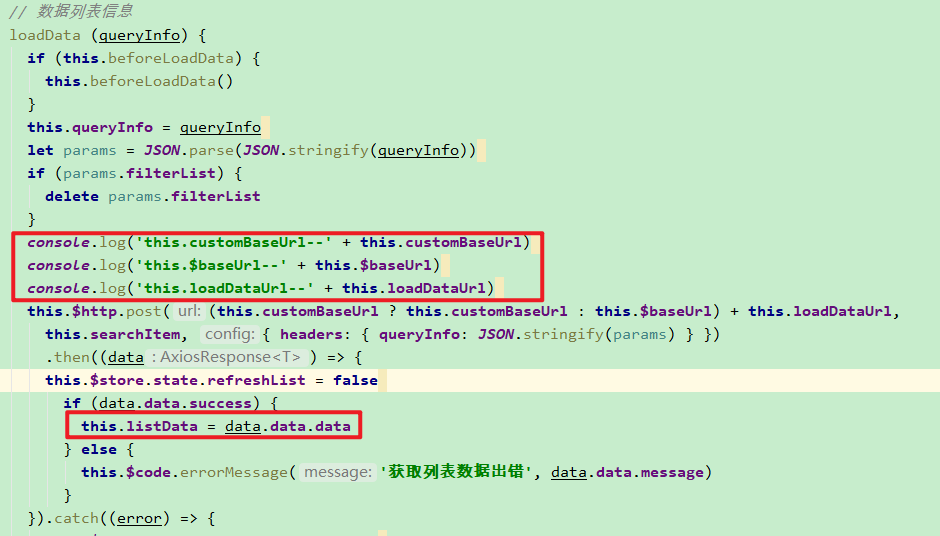 // 数据列表信息
loadData (queryInfo) {
if (this.beforeLoadData) {
this.beforeLoadData()
}
this.queryInfo = queryInfo
let params = JSON.parse(JSON.stringify(queryInfo))
if (params.filterList) {
delete params.filterList
}
console.log('this.customBaseUrl--' + this.customBaseUrl)
console.log('this.$baseUrl--' + this.$baseUrl)
console.log('this.loadDataUrl--' + this.loadDataUrl)
this.$http.post( url: (this.customBaseUrl ? this.customBaseUrl : this.$baseUrl) + this.loadDataUrl,
this.searchItem, config: { headers: { queryInfo: JSON.stringify(params) } })
.then((data : AxiosResponse<T> ) => {
this.$store.state.refreshList = false
if (data.data.success) {
this.listData = data.data.data
} else {
this.$code.errorMessage( message: '获取列表数据出错', data.data.message)
}
}).catch((error) => {